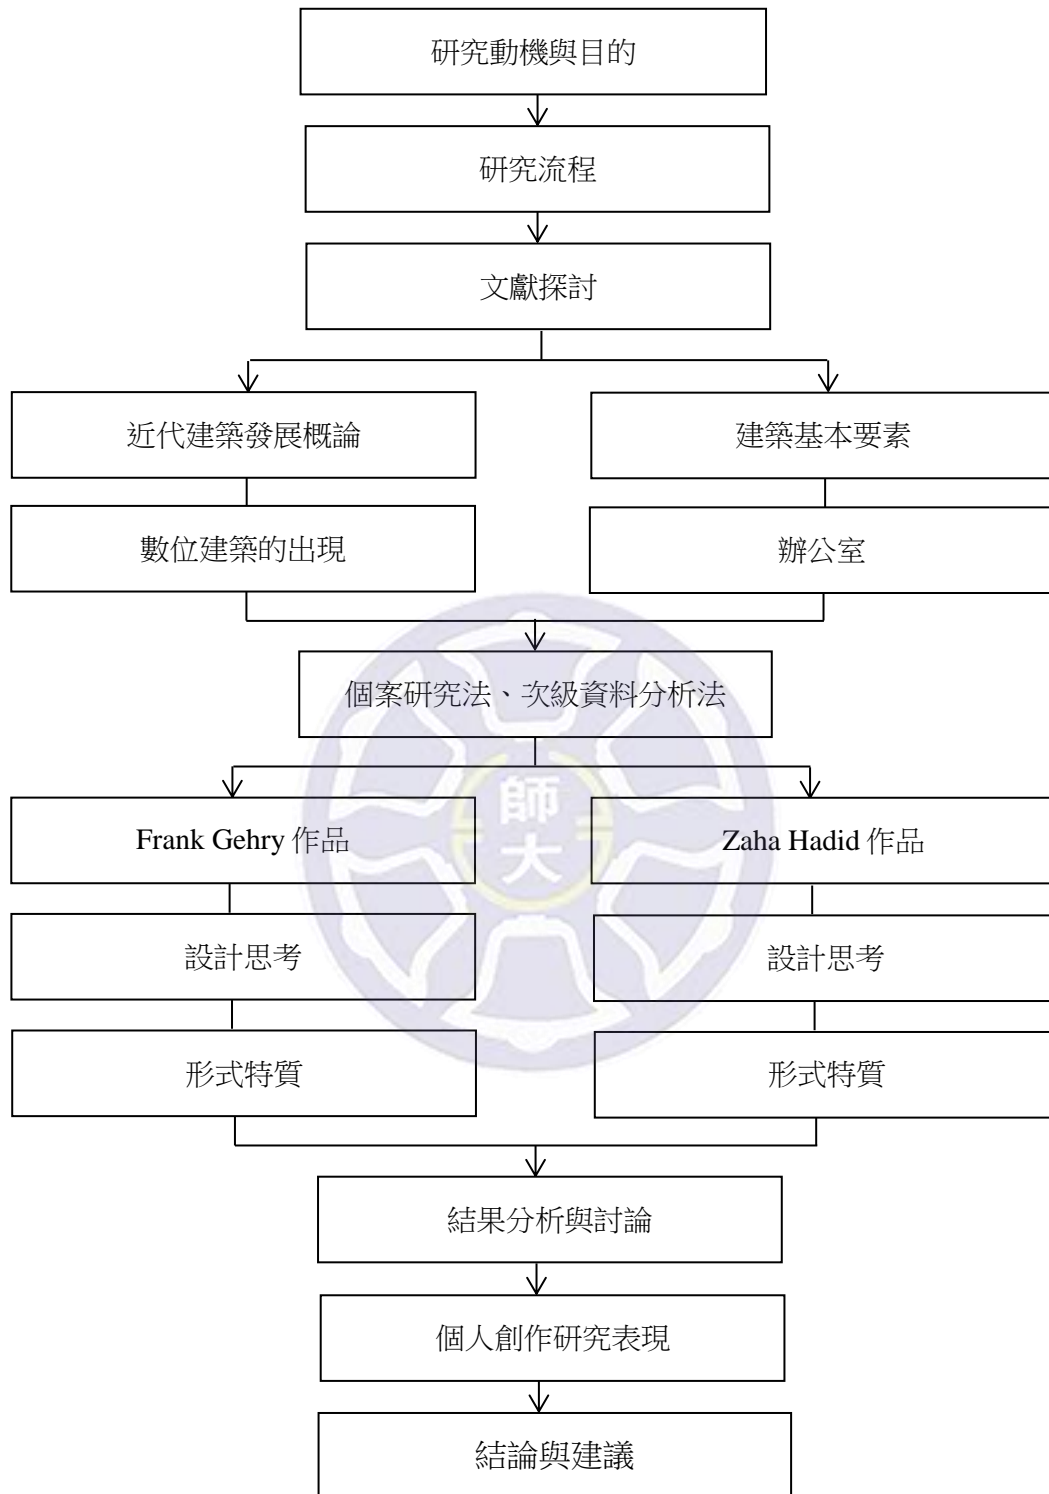 研究動機與目的
研究流程
文獻探討
近代建築發展概論
建築基本要素
數位建築的出現
辦公室
個案研究法、次級資料分析法
師
大
Frank Gehry 作品
Zaha Hadid 作品
設計思考
設計思考
形式特質
形式特質
結果分析與討論
個人創作研究表現
結論與建議